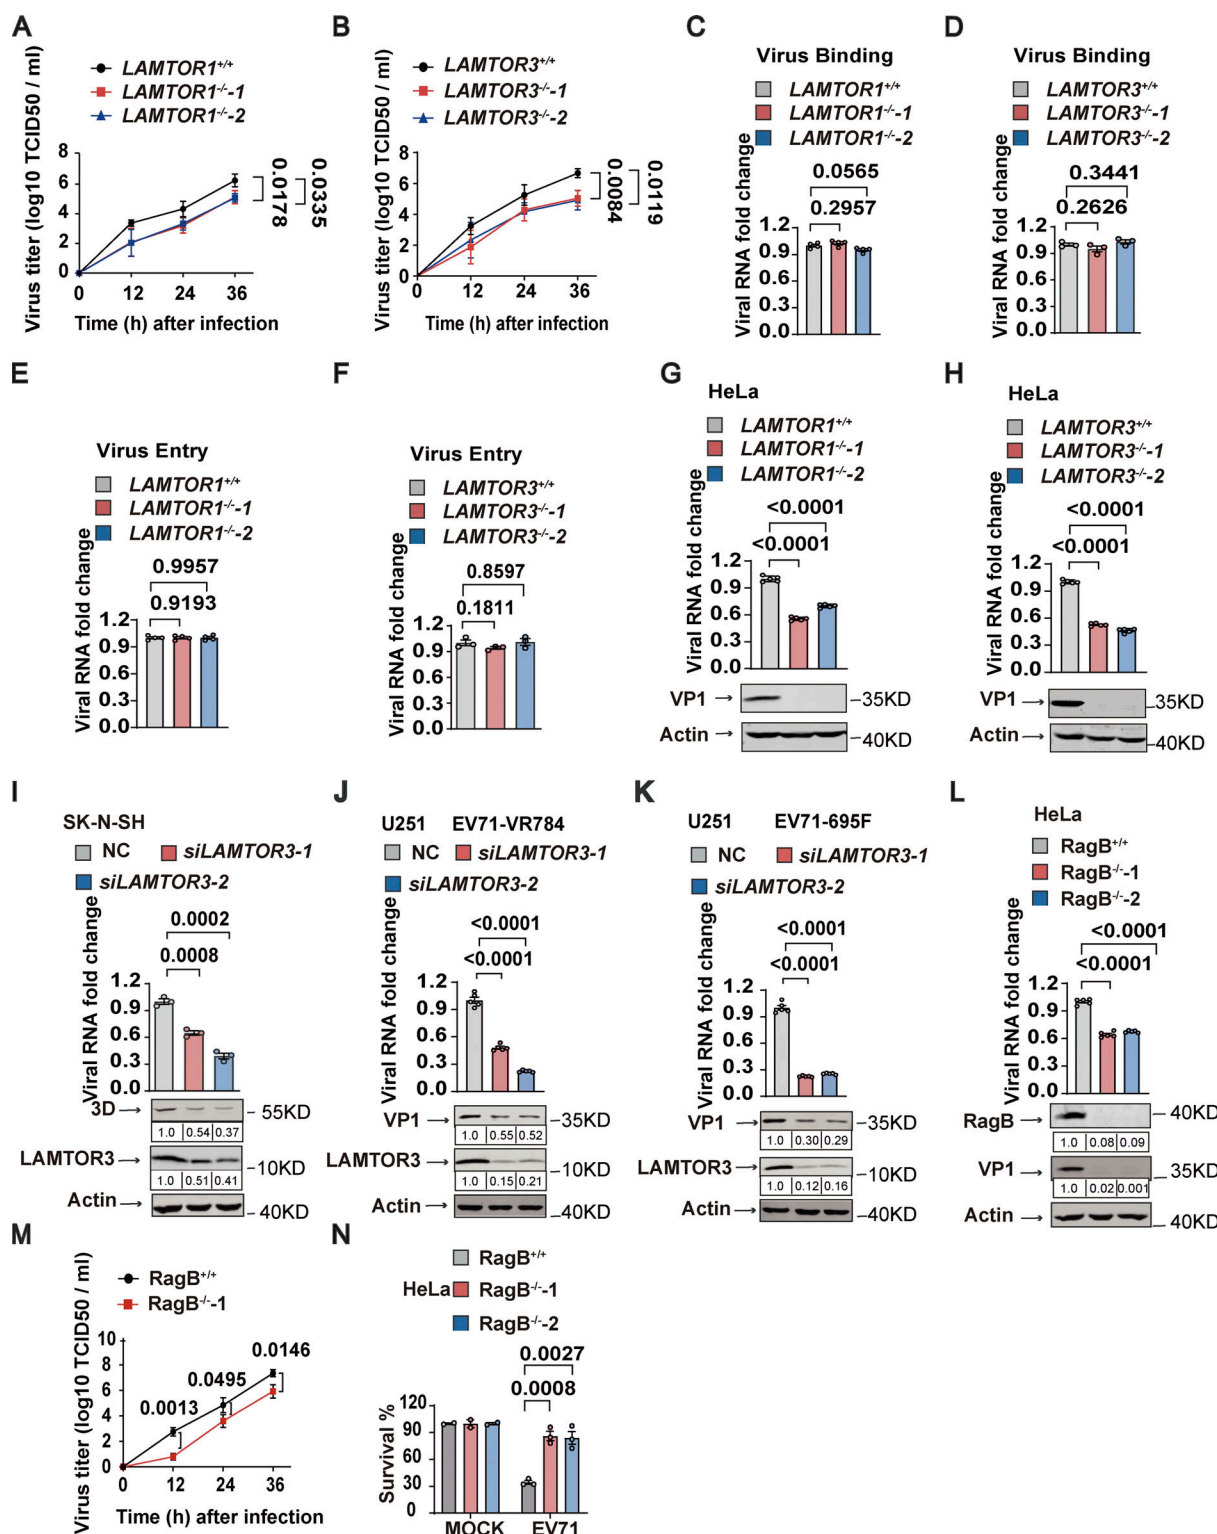 A
Virus titer (log10 TCID50 / ml)
LAMTOR1+/+
LAMTOR1-/--1
LAMTOR1-/--2
8
6
4
2
0
0 12 24 36
Time (h) after infection
0.0178
0.0335
B
Virus titer (log10 TCID50 / ml)
LAMTOR3+/+
LAMTOR3-/--1
LAMTOR3-/--2
8
6
4
2
0
0 12 24 36
Time (h) after infection
0.0084
0.0119
C
Virus Binding
LAMTOR1+/+
LAMTOR1-/--1
LAMTOR1-/--2
0.0565
0.2957
Viral RNA fold change
1.2
0.9
0.6
0.3
0.0
D
Virus Binding
LAMTOR3+/+
LAMTOR3-/--1
LAMTOR3-/--2
0.3441
0.2626
Viral RNA fold change
1.2
0.9
0.6
0.3
0.0
E
Virus Entry
LAMTOR1+/+
LAMTOR1-/--1
LAMTOR1-/--2
0.9957
0.9193
Viral RNA fold change
1.2
0.9
0.6
0.3
0.0
F
Virus Entry
LAMTOR3+/+
LAMTOR3-/--1
LAMTOR3-/--2
0.8597
0.1811
Viral RNA fold change
1.2
0.9
0.6
0.3
0.0
G
HeLa
LAMTOR1+/+
LAMTOR1-/--1
LAMTOR1-/--2
<0.0001
<0.0001
Viral RNA fold change
1.2
0.9
0.6
0.3
0.0
VP1 35KD
Actin 40KD
H
HeLa
LAMTOR3+/+
LAMTOR3-/--1
LAMTOR3-/--2
<0.0001
<0.0001
Viral RNA fold change
1.2
0.9
0.6
0.3
0.0
VP1 35KD
Actin 40KD
I
SK-N-SH
NC siLAMTOR3-1
siLAMTOR3-2
0.0002
0.0008
Viral RNA fold change
1.2
0.9
0.6
0.3
0.0
3D 55KD
1.0 0.54 0.37
LAMTOR3 10KD
1.0 0.51 0.41
Actin 40KD
J
U251 EV71-VR784
NC siLAMTOR3-1
siLAMTOR3-2
<0.0001
<0.0001
Viral RNA fold change
1.2
0.9
0.6
0.3
0.0
VP1 35KD
1.0 0.55 0.52
LAMTOR3 10KD
1.0 0.15 0.21
Actin 40KD
K
U251 EV71-695F
NC siLAMTOR3-1
siLAMTOR3-2
<0.0001
<0.0001
Viral RNA fold change
1.2
0.9
0.6
0.3
0.0
VP1 35KD
1.0 0.30 0.29
LAMTOR3 10KD
1.0 0.12 0.16
Actin 40KD
L
HeLa
RagB+/+
RagB-/--1
RagB-/--2
<0.0001
<0.0001
Viral RNA fold change
1.2
0.9
0.6
0.3
0.0
RagB 40KD
1.0 0.08 0.09
VP1 35KD
1.0 0.02 0.001
Actin 40KD
M
Virus titer (log10 TCID50 / ml)
RagB+/+
RagB-/--1
10
8
6
4
2
0
0.0013
0.0495
0.0146
0 12 24 36
Time (h) after infection
N
HeLa
RagB+/+
RagB-/--1
RagB-/--2
0.0027
0.0008
Survival %
120
90
60
30
0
MOCK EV71